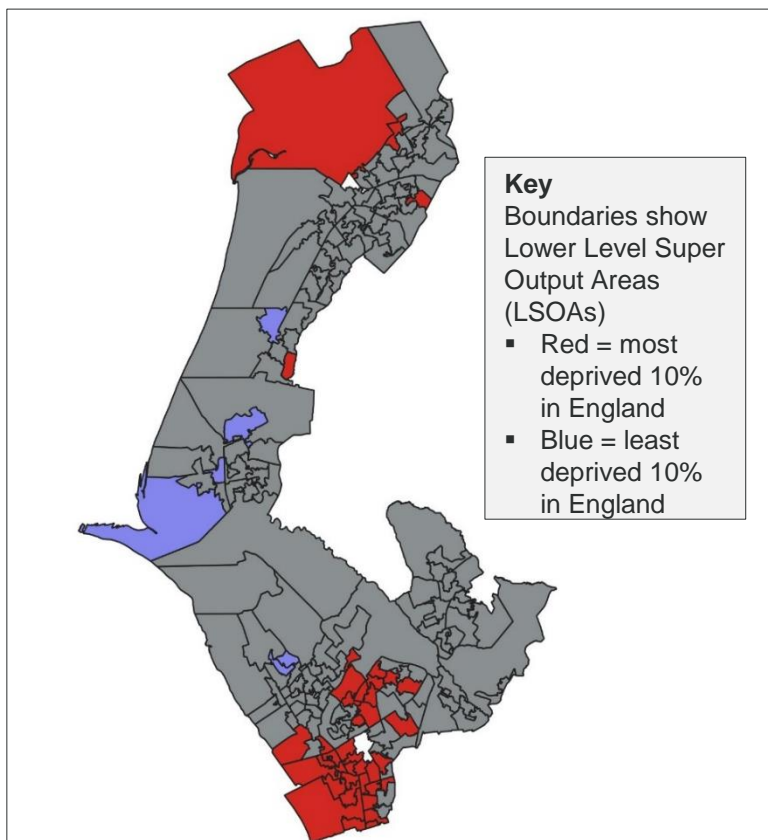 Key
Boundaries show
Lower Level Super
Output Areas
(LSOAs)
▪ Red = most
deprived 10%
in England
▪ Blue = least
deprived 10%
in England